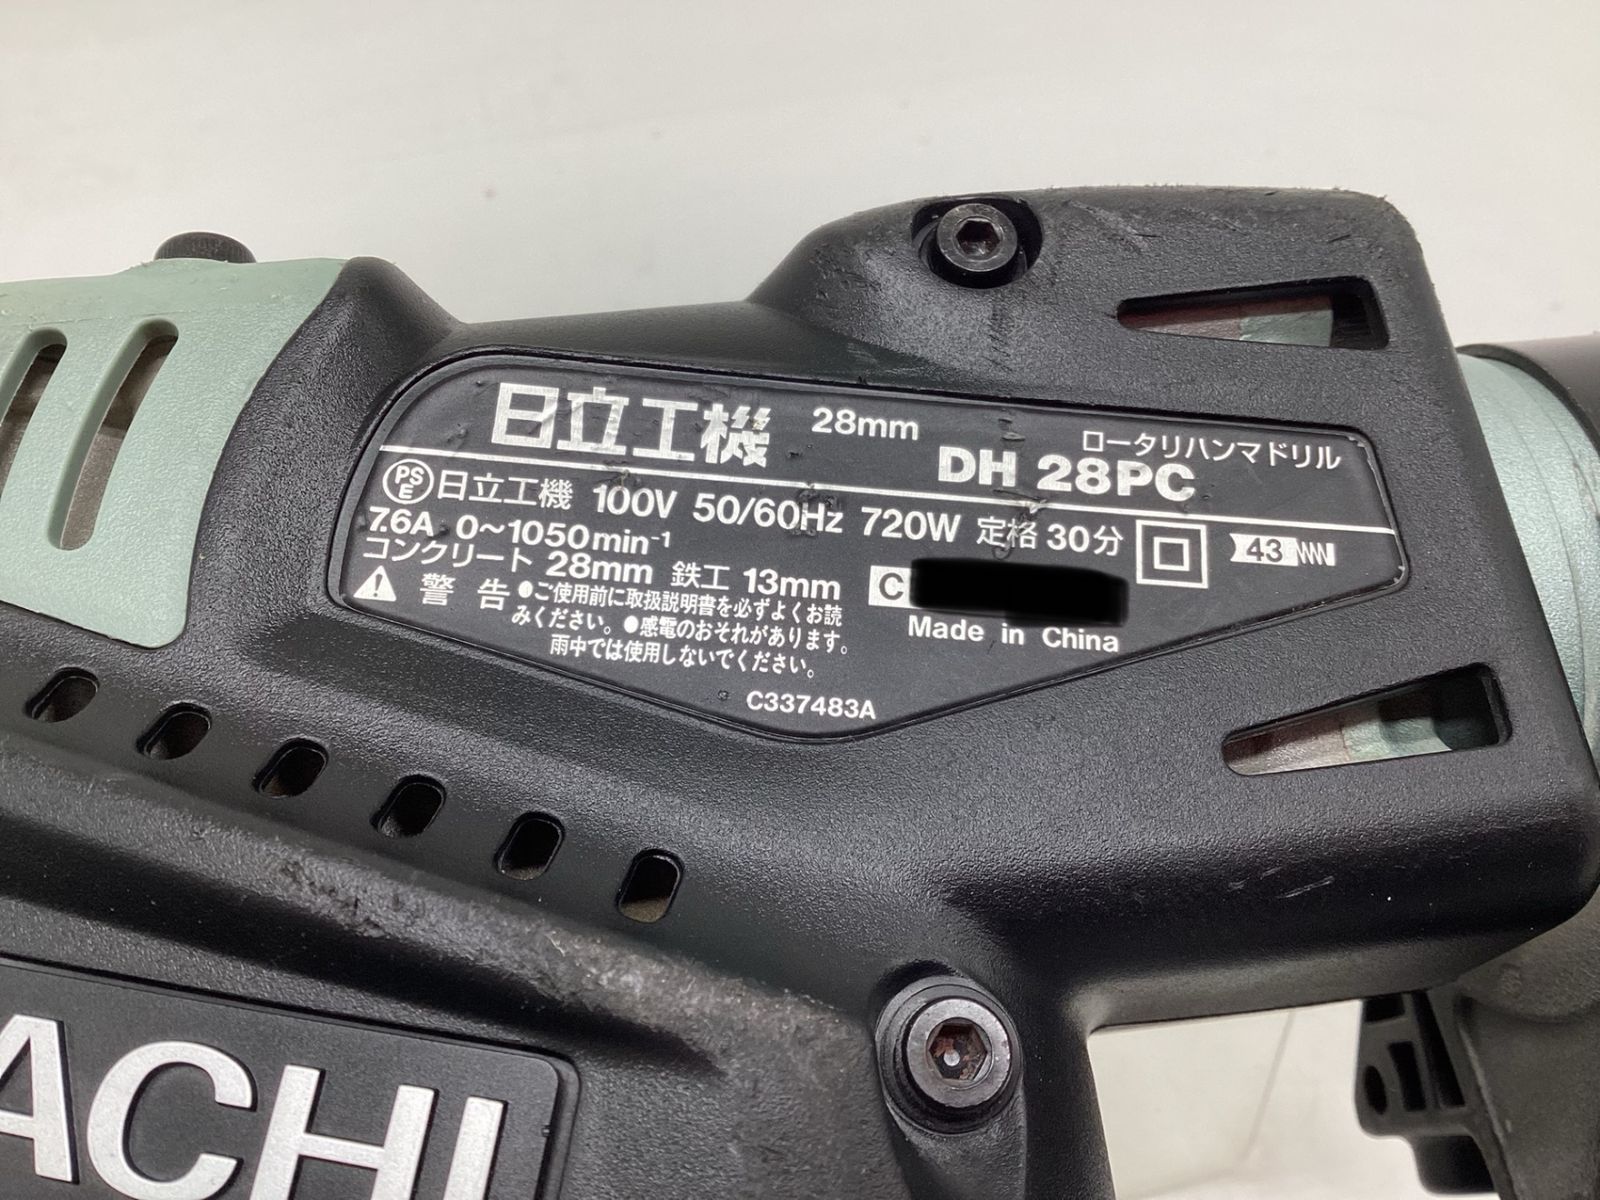 日立工機 28mm ロータリハンマドリル
DH 28PC
PSE 日立工機 100V 50/60Hz 720W 定格 30分
7.6A 0～1050min⁻¹
コンクリート 28mm 鉄工 13mm
43
C
警告 ●ご使用前に取扱説明書を必ずよくお読
みください。●感電のおそれがあります。
雨中では使用しないでください。
Made in China
C337483A
ACHI